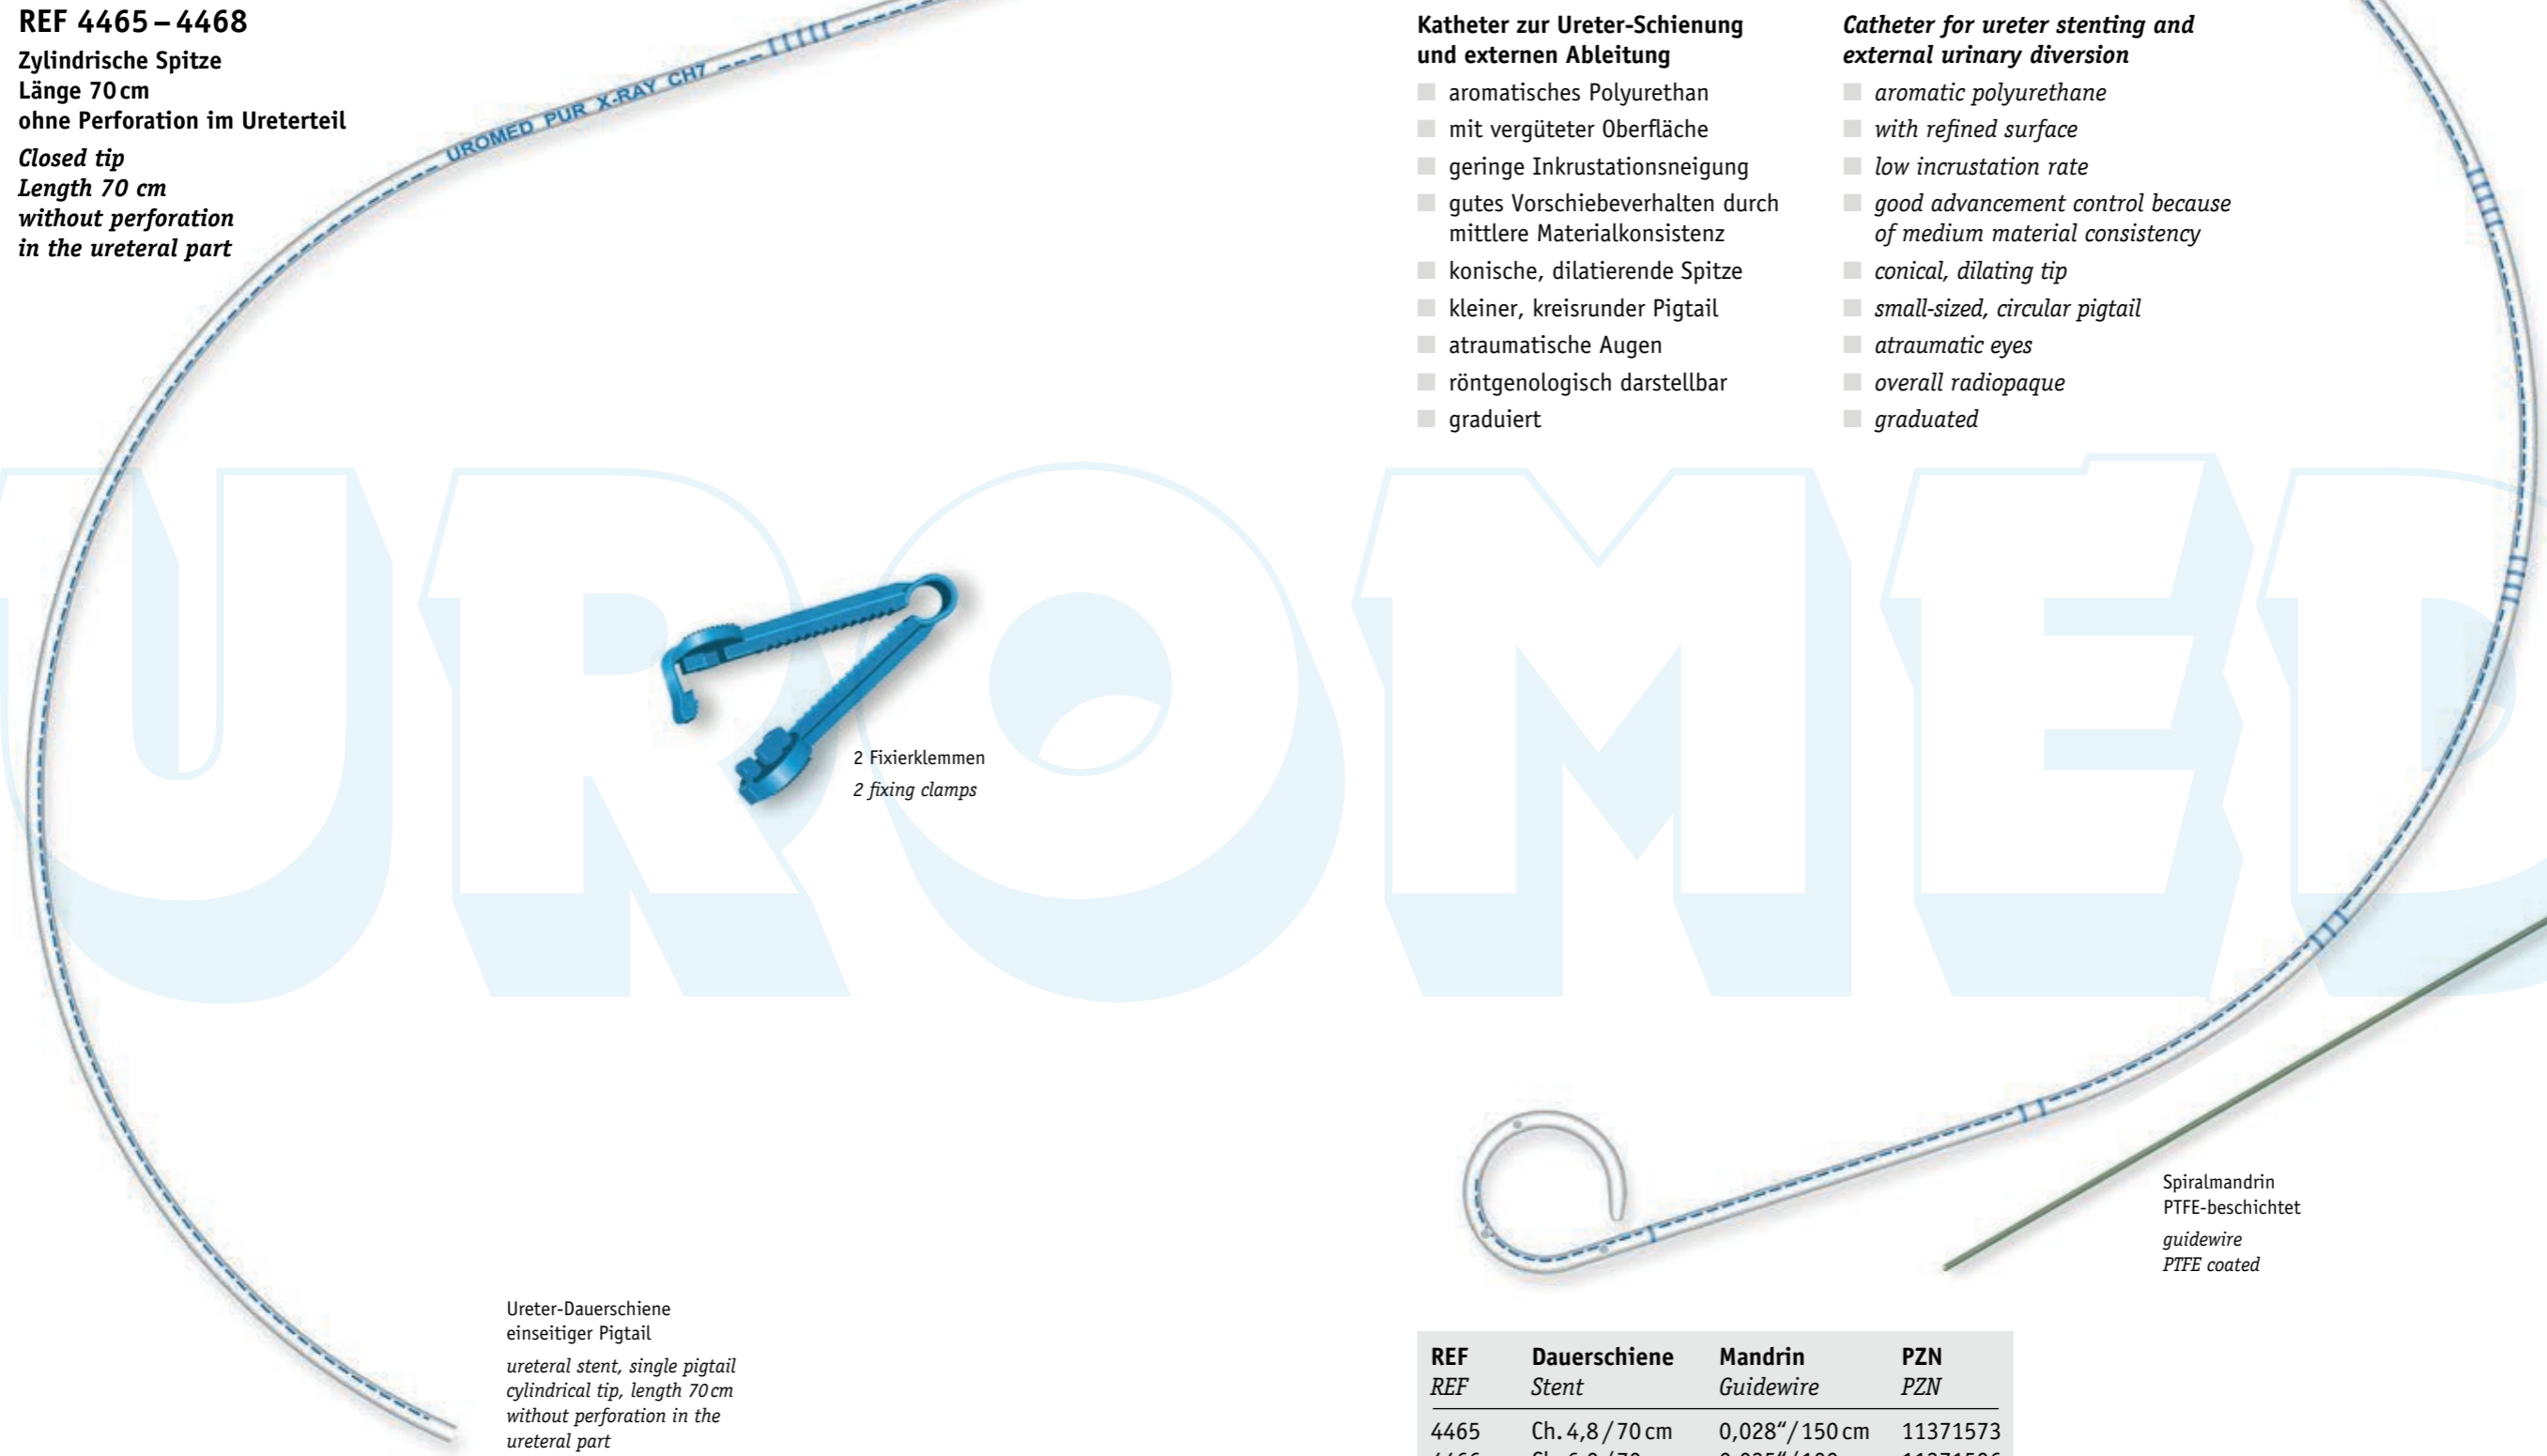 REF 4465 – 4468
Zylindrische Spitze
Länge 70 cm
ohne Perforation im Ureterteil
Closed tip
Length 70 cm
without perforation
in the ureteral part
UROMED PUR X-RAY CH7
Katheter zur Ureter-Schienung
und externen Ableitung
aromatisches Polyurethan
mit vergüteter Oberfläche
geringe Inkrustationsneigung
gutes Vorschiebeverhalten durch
mittlere Materialkonsistenz
konische, dilatierende Spitze
kleiner, kreisrunder Pigtail
atraumatische Augen
röntgenologisch darstellbar
graduiert
Catheter for ureter stenting and
external urinary diversion
aromatic polyurethane
with refined surface
low incrustation rate
good advancement control because
of medium material consistency
conical, dilating tip
small-sized, circular pigtail
atraumatic eyes
overall radiopaque
graduated
UROMED
2 Fixierklemmen
2 fixing clamps
Spiralmandrin
PTFE-beschichtet
guidewire
PTFE coated
Ureter-Dauerschiene
einseitiger Pigtail
ureteral stent, single pigtail
cylindrical tip, length 70 cm
without perforation in the
ureteral part
REF Dauerschiene Mandrin PZN
REF Stent Guidewire PZN
4465 Ch. 4,8 / 70 cm 0,028“ / 150 cm 11371573